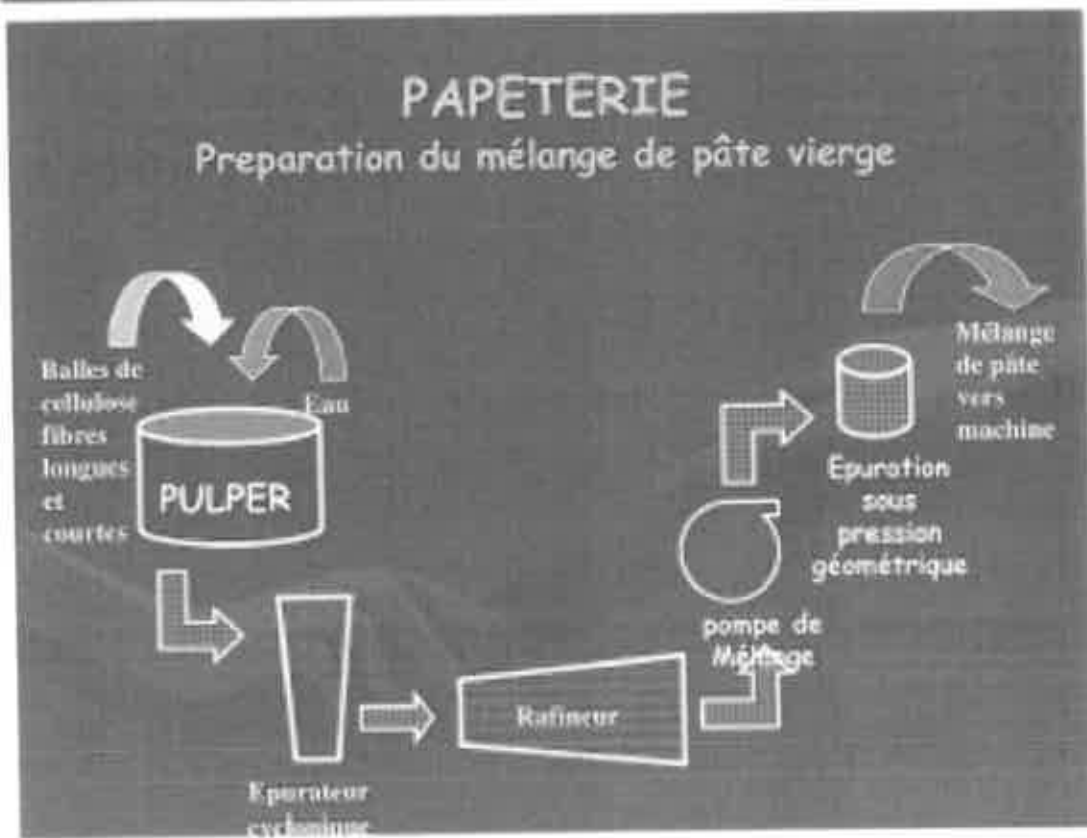 PAPETERIE
Preparation du mélange de pâte vierge
Balles de
cellulose
fibres
longues
et
courtes
Eau
PULPER
Epurateur
cyclonique
Rafineur
pompe de
Mélange
Epuration
sous
pression
géométrique
Mélange
de pâte
vers
machine